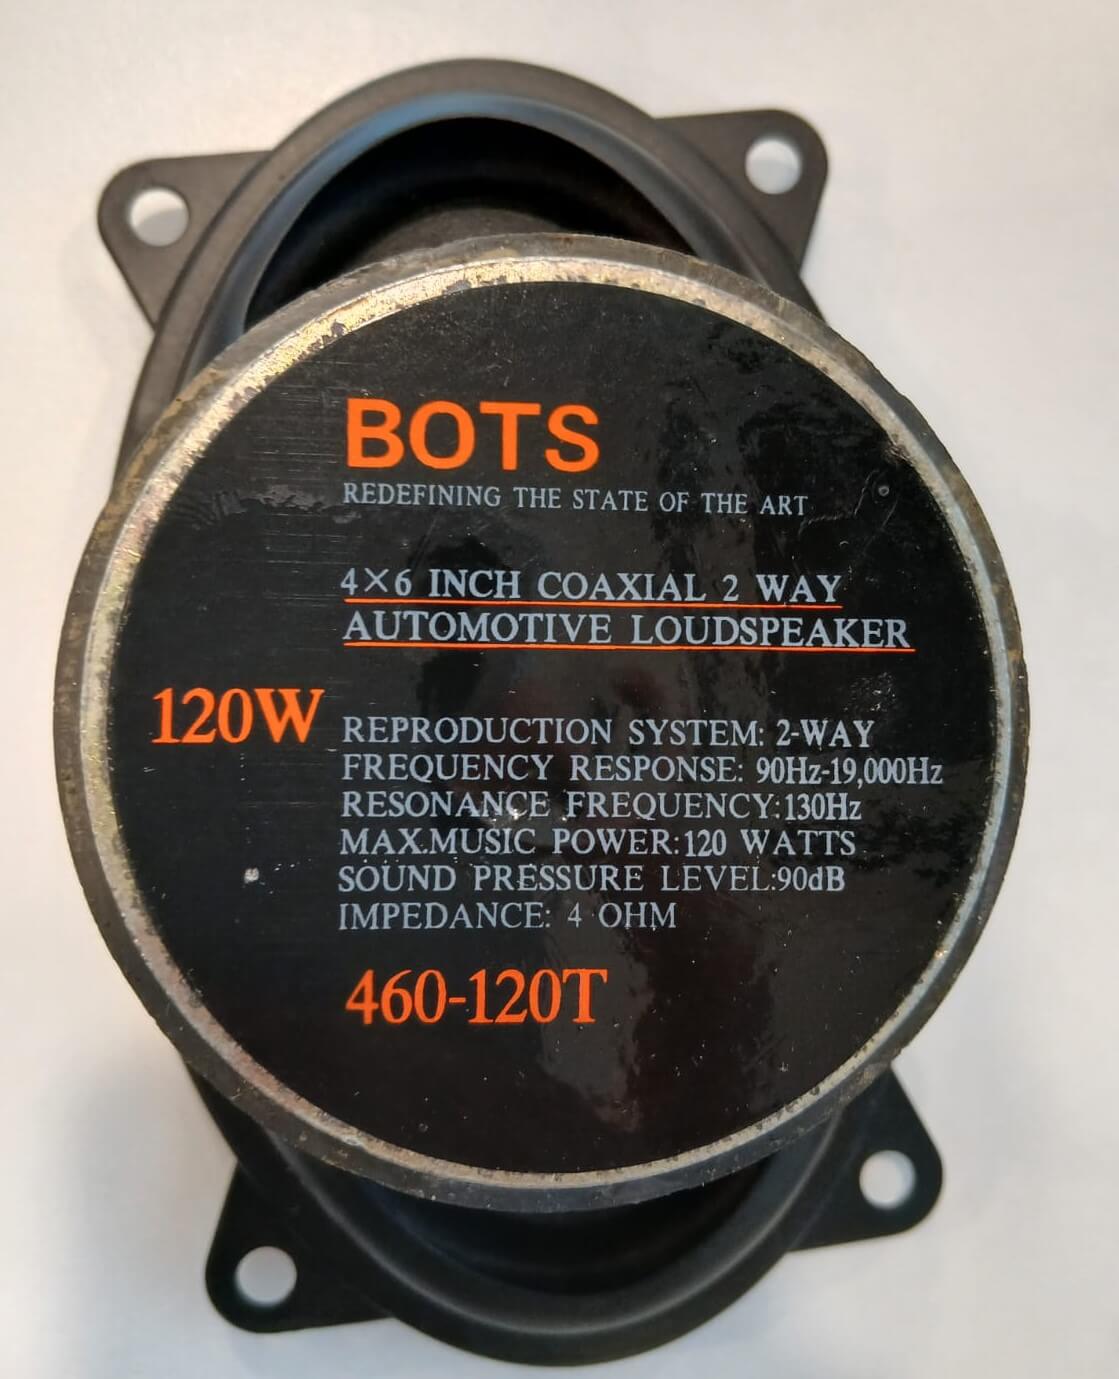 BOTS
REDEFINING THE STATE OF THE ART
4×6 INCH COAXIAL 2 WAY
AUTOMOTIVE LOUDSPEAKER
120W
REPRODUCTION SYSTEM: 2-WAY
FREQUENCY RESPONSE: 90Hz-19,000Hz
RESONANCE FREQUENCY:130Hz
MAX.MUSIC POWER:120 WATTS
SOUND PRESSURE LEVEL:90dB
IMPEDANCE: 4 OHM
460-120T